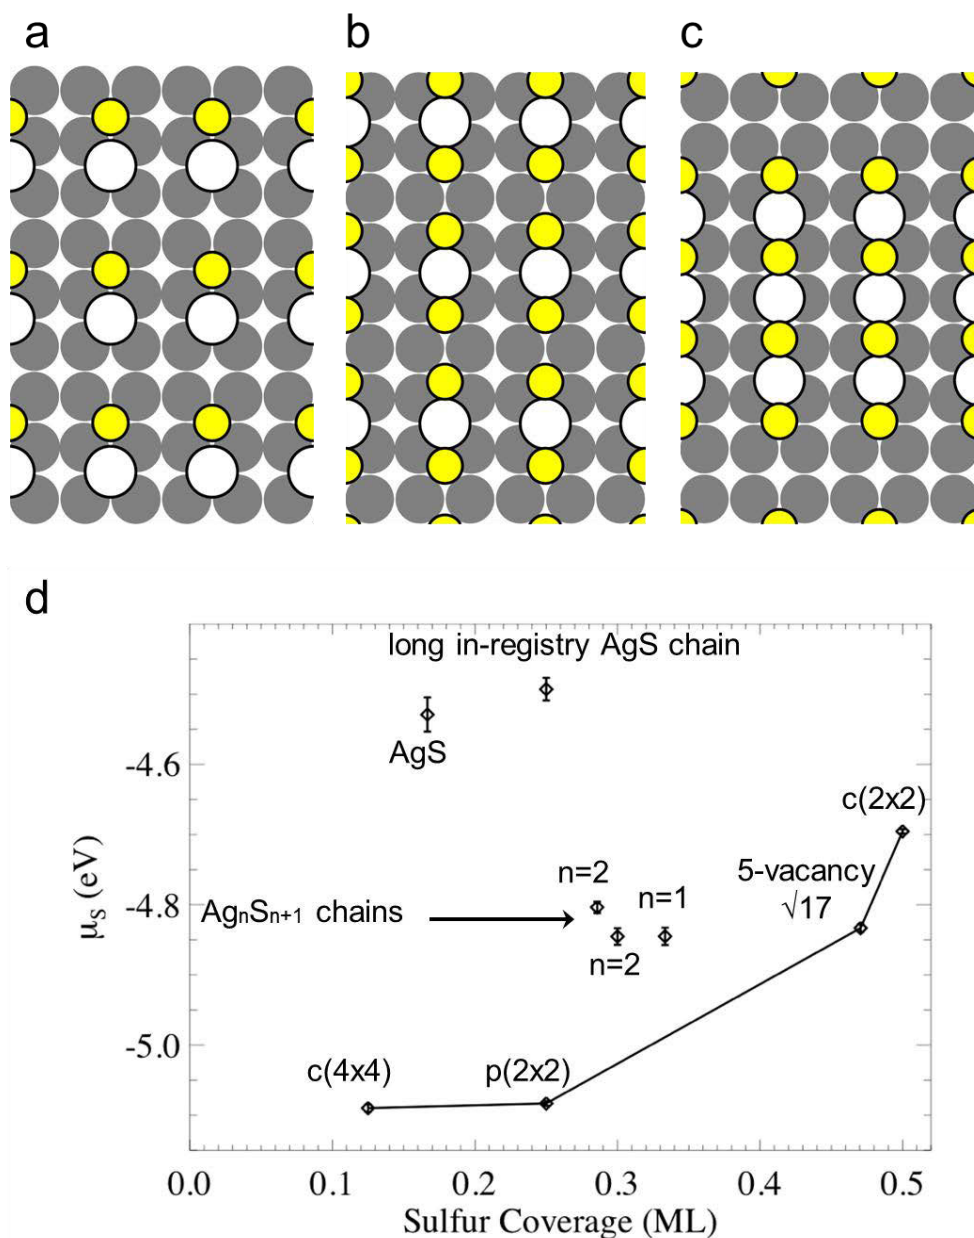 a
b
c
d
long in-registry AgS chain
AgS
-4.6
c(2x2)
n=2
5-vacancy
√17
-4.8
AgₙSₙ₊₁ chains
n=1
n=2
μₛ (eV)
-5.0
c(4x4)
p(2x2)
0.0
0.1
0.2
0.3
0.4
0.5
Sulfur Coverage (ML)